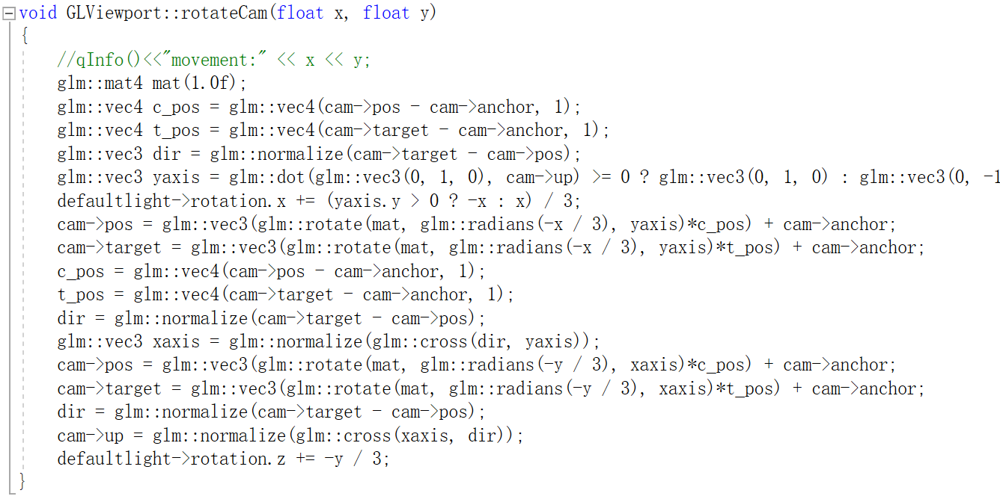 void GLViewport::rotateCam(float x, float y)
{
    //qInfo()<<"movement:" << x << y;
    glm::mat4 mat(1.0f);
    glm::vec4 c_pos = glm::vec4(cam->pos - cam->anchor, 1);
    glm::vec4 t_pos = glm::vec4(cam->target - cam->anchor, 1);
    glm::vec3 dir = glm::normalize(cam->target - cam->pos);
    glm::vec3 yaxis = glm::dot(glm::vec3(0, 1, 0), cam->up) >= 0 ? glm::vec3(0, 1, 0) : glm::vec3(0, -1
    defaultlight->rotation.x += (yaxis.y > 0 ? -x : x) / 3;
    cam->pos = glm::vec3(glm::rotate(mat, glm::radians(-x / 3), yaxis)*c_pos) + cam->anchor;
    cam->target = glm::vec3(glm::rotate(mat, glm::radians(-x / 3), yaxis)*t_pos) + cam->anchor;
    c_pos = glm::vec4(cam->pos - cam->anchor, 1);
    t_pos = glm::vec4(cam->target - cam->anchor, 1);
    dir = glm::normalize(cam->target - cam->pos);
    glm::vec3 xaxis = glm::normalize(glm::cross(dir, yaxis));
    cam->pos = glm::vec3(glm::rotate(mat, glm::radians(-y / 3), xaxis)*c_pos) + cam->anchor;
    cam->target = glm::vec3(glm::rotate(mat, glm::radians(-y / 3), xaxis)*t_pos) + cam->anchor;
    dir = glm::normalize(cam->target - cam->pos);
    cam->up = glm::normalize(glm::cross(xaxis, dir));
    defaultlight->rotation.z += -y / 3;
}